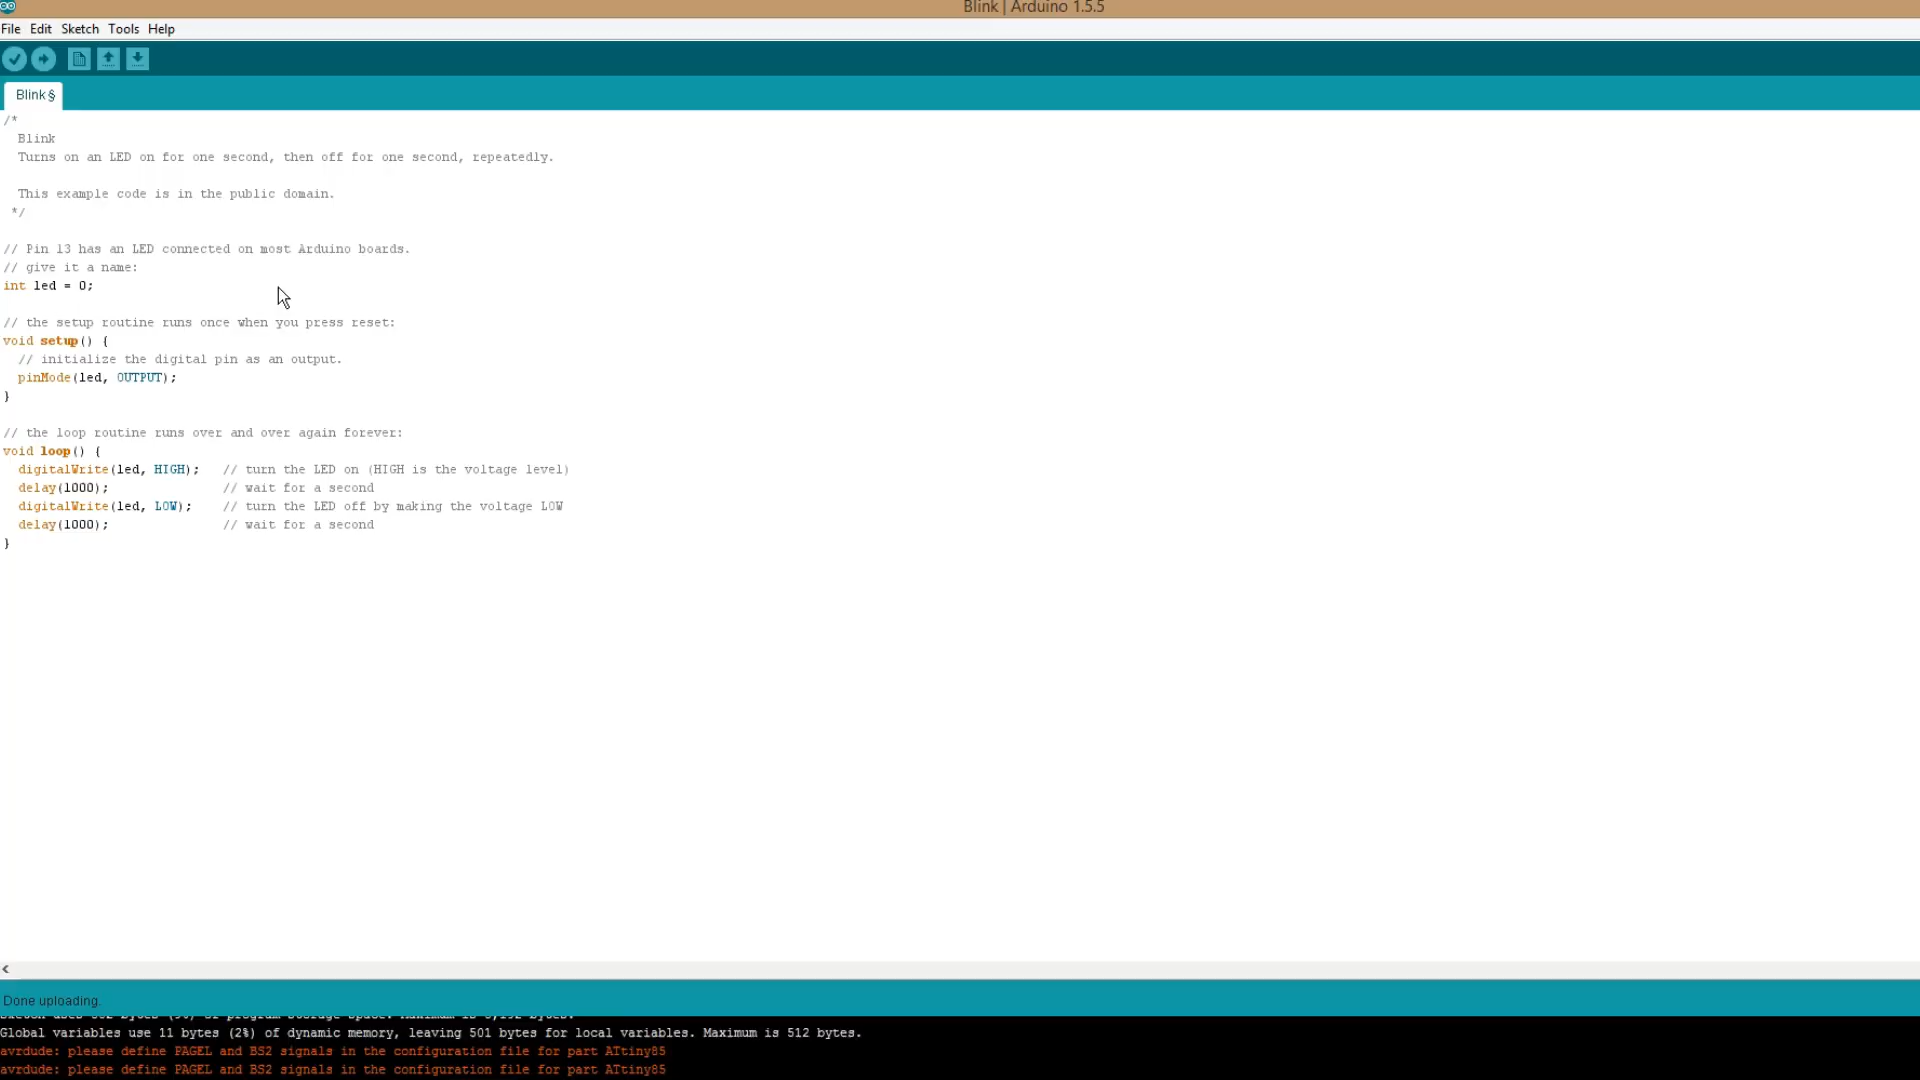 Blink | Arduino 1.5.5
File Edit Sketch Tools Help
Blink §
/*
  Blink
  Turns on an LED on for one second, then off for one second, repeatedly.

  This example code is in the public domain.
 */

// Pin 13 has an LED connected on most Arduino boards.
// give it a name:
int led = 0;

// the setup routine runs once when you press reset:
void setup() {
  // initialize the digital pin as an output.
  pinMode(led, OUTPUT);
}

// the loop routine runs over and over again forever:
void loop() {
  digitalWrite(led, HIGH);   // turn the LED on (HIGH is the voltage level)
  delay(1000);               // wait for a second
  digitalWrite(led, LOW);    // turn the LED off by making the voltage LOW
  delay(1000);               // wait for a second
}
Done uploading.
bytes of program storage space. Maximum is bytes.
Global variables use 11 bytes (2%) of dynamic memory, leaving 501 bytes for local variables. Maximum is 512 bytes.
avrdude: please define PAGEL and BS2 signals in the configuration file for part ATtiny85
avrdude: please define PAGEL and BS2 signals in the configuration file for part ATtiny85